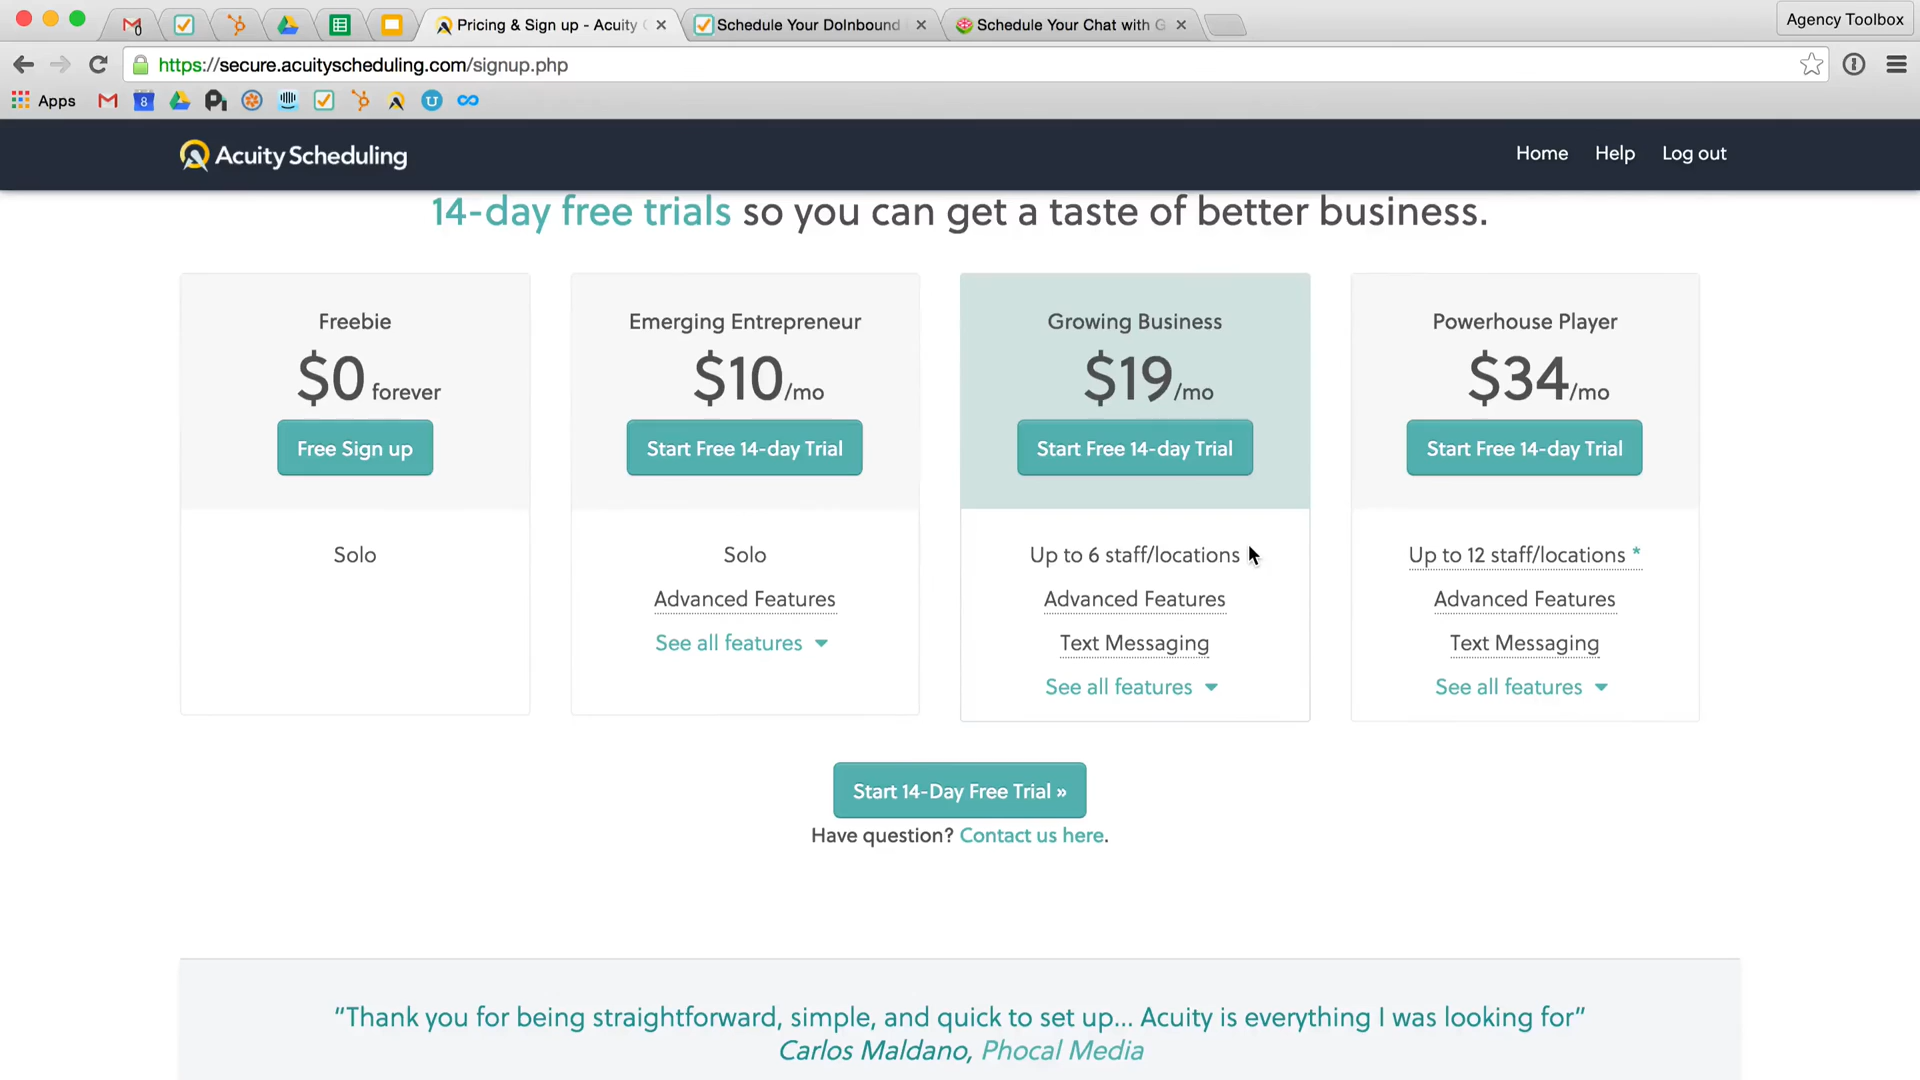 Pricing & Sign up - Acuity
Schedule Your DoInbound
Schedule Your Chat with G
Agency Toolbox
https://secure.acuityscheduling.com/signup.php
Apps
8
Acuity Scheduling
Home
Help
Log out
14-day free trials so you can get a taste of better business.
Freebie
$0 forever
Free Sign up
Solo
Emerging Entrepreneur
$10/mo
Start Free 14-day Trial
Solo
Advanced Features
See all features
Growing Business
$19/mo
Start Free 14-day Trial
Up to 6 staff/locations
Advanced Features
Text Messaging
See all features
Powerhouse Player
$34/mo
Start Free 14-day Trial
Up to 12 staff/locations *
Advanced Features
Text Messaging
See all features
Start 14-Day Free Trial »
Have question? Contact us here.
“Thank you for being straightforward, simple, and quick to set up... Acuity is everything I was looking for”
Carlos Maldano, Phocal Media